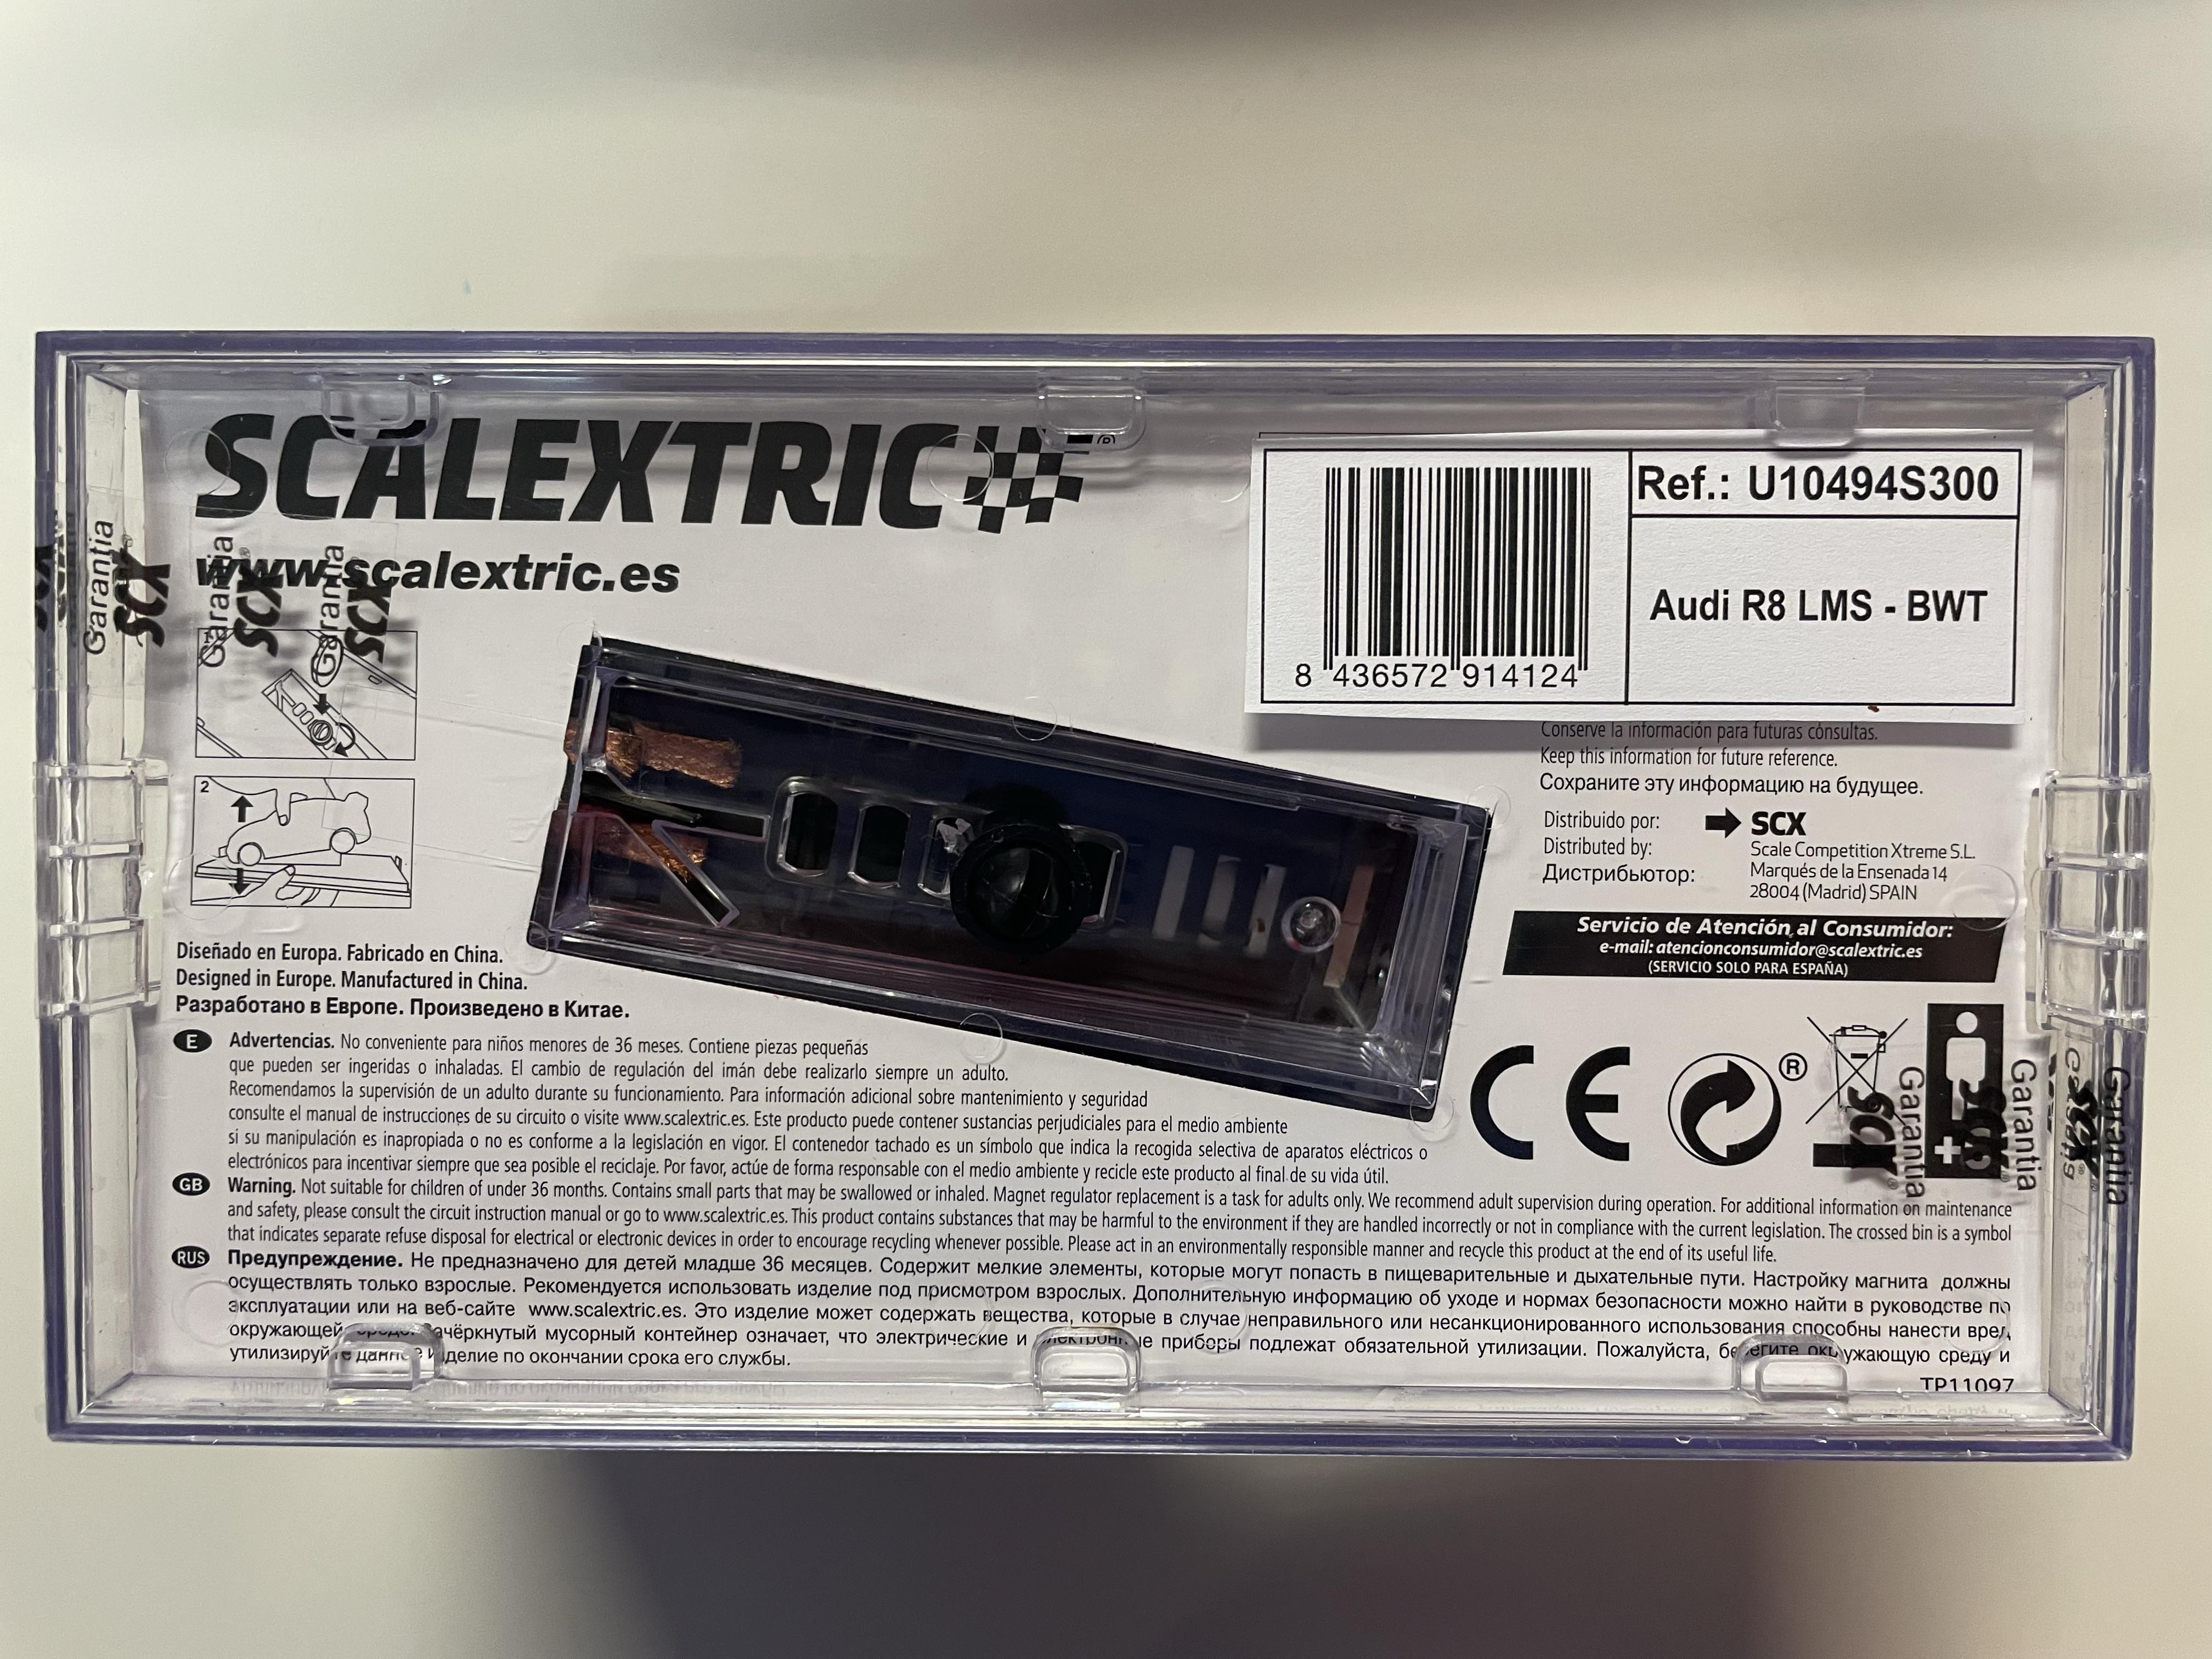 SCALEXTRIC ®
www.scalextric.es
Ref.: U10494S300
Audi R8 LMS - BWT
8 436572 914124
Garantia SCX
Garantia SCX
Garantia SCX
2
Conserve la información para futuras consultas.
Keep this information for future reference.
Сохраните эту информацию на будущее.
Distribuido por:
Distributed by:
Дистрибьютор:
SCX
Scale Competition Xtreme S.L.
Marqués de la Ensenada 14
28004 (Madrid) SPAIN
Servicio de Atención al Consumidor:
e-mail: atencionconsumidor@scalextric.es
(SERVICIO SOLO PARA ESPAÑA)
Diseñado en Europa. Fabricado en China.
Designed in Europe. Manufactured in China.
Разработано в Европе. Произведено в Китае.
CE ®
SCX Garantia
Garantia
SCX Garantia
E Advertencias. No conveniente para niños menores de 36 meses. Contiene piezas pequeñas
que pueden ser ingeridas o inhaladas. El cambio de regulación del imán debe realizarlo siempre un adulto.
Recomendamos la supervisión de un adulto durante su funcionamiento. Para información adicional sobre mantenimiento y seguridad
consulte el manual de instrucciones de su circuito o visite www.scalextric.es. Este producto puede contener sustancias perjudiciales para el medio ambiente
si su manipulación es inapropiada o no es conforme a la legislación en vigor. El contenedor tachado es un símbolo que indica la recogida selectiva de aparatos eléctricos o
electrónicos para incentivar siempre que sea posible el reciclaje. Por favor, actúe de forma responsable con el medio ambiente y recicle este producto al final de su vida útil.
GB Warning. Not suitable for children of under 36 months. Contains small parts that may be swallowed or inhaled. Magnet regulator replacement is a task for adults only. We recommend adult supervision during operation. For additional information on maintenance
and safety, please consult the circuit instruction manual or go to www.scalextric.es. This product contains substances that may be harmful to the environment if they are handled incorrectly or not in compliance with the current legislation. The crossed bin is a symbol
that indicates separate refuse disposal for electrical or electronic devices in order to encourage recycling whenever possible. Please act in an environmentally responsible manner and recycle this product at the end of its useful life.
RUS Предупреждение. Не предназначено для детей младше 36 месяцев. Содержит мелкие элементы, которые могут попасть в пищеварительные и дыхательные пути. Настройку магнита должны
осуществлять только взрослые. Рекомендуется использовать изделие под присмотром взрослых. Дополнительную информацию об уходе и нормах безопасности можно найти в руководстве по
эксплуатации или на веб-сайте www.scalextric.es. Это изделие может содержать вещества, которые в случае неправильного или несанкционированного использования способны нанести вред
окружающей среде. Зачёркнутый мусорный контейнер означает, что электрические и электронные приборы подлежат обязательной утилизации. Пожалуйста, берегите окружающую среду и
утилизируйте данное изделие по окончании срока его службы.
TP11097